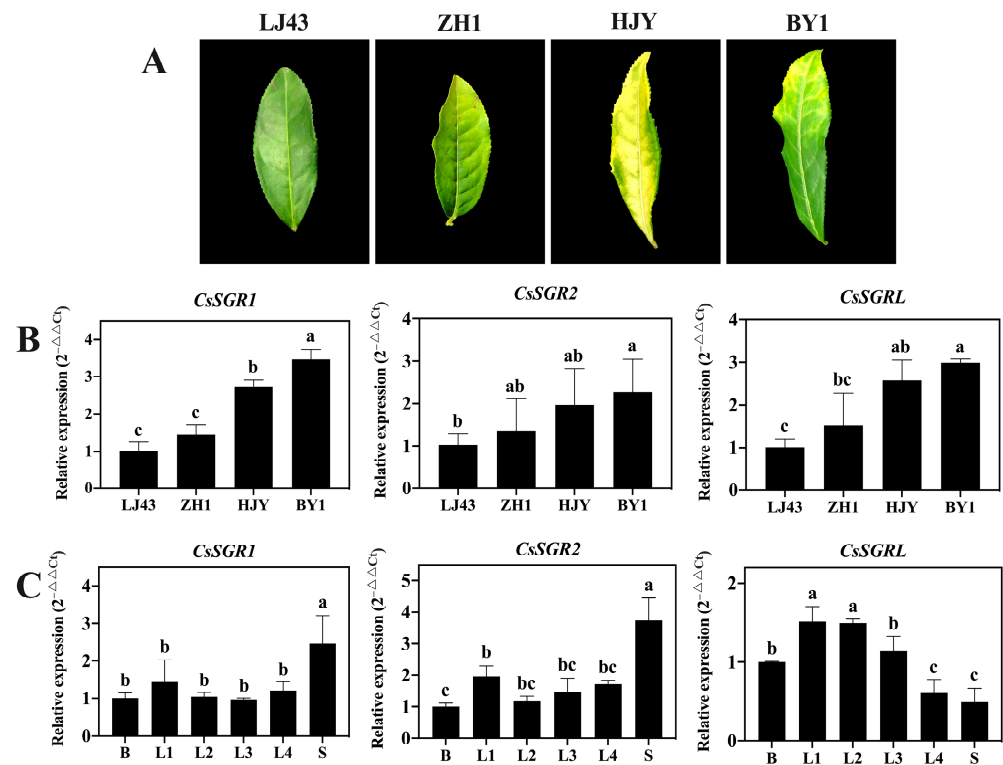 LJ43 ZH1 HJY BY1
A
B
CsSGR1
Relative expression (2−△△Ct)
4
3
2
1
0
c c b a
LJ43 ZH1 HJY BY1
CsSGR2
Relative expression (2−△△Ct)
4
3
2
1
0
b ab ab a
LJ43 ZH1 HJY BY1
CsSGRL
Relative expression (2−△△Ct)
4
3
2
1
0
c bc ab a
LJ43 ZH1 HJY BY1
C
CsSGR1
Relative expression (2−△△Ct)
4
3
2
1
0
b b b b b a
B L1 L2 L3 L4 S
CsSGR2
Relative expression (2−△△Ct)
5
4
3
2
1
0
c b bc bc bc a
B L1 L2 L3 L4 S
CsSGRL
Relative expression (2−△△Ct)
2
1
0
b a a b c c
B L1 L2 L3 L4 S